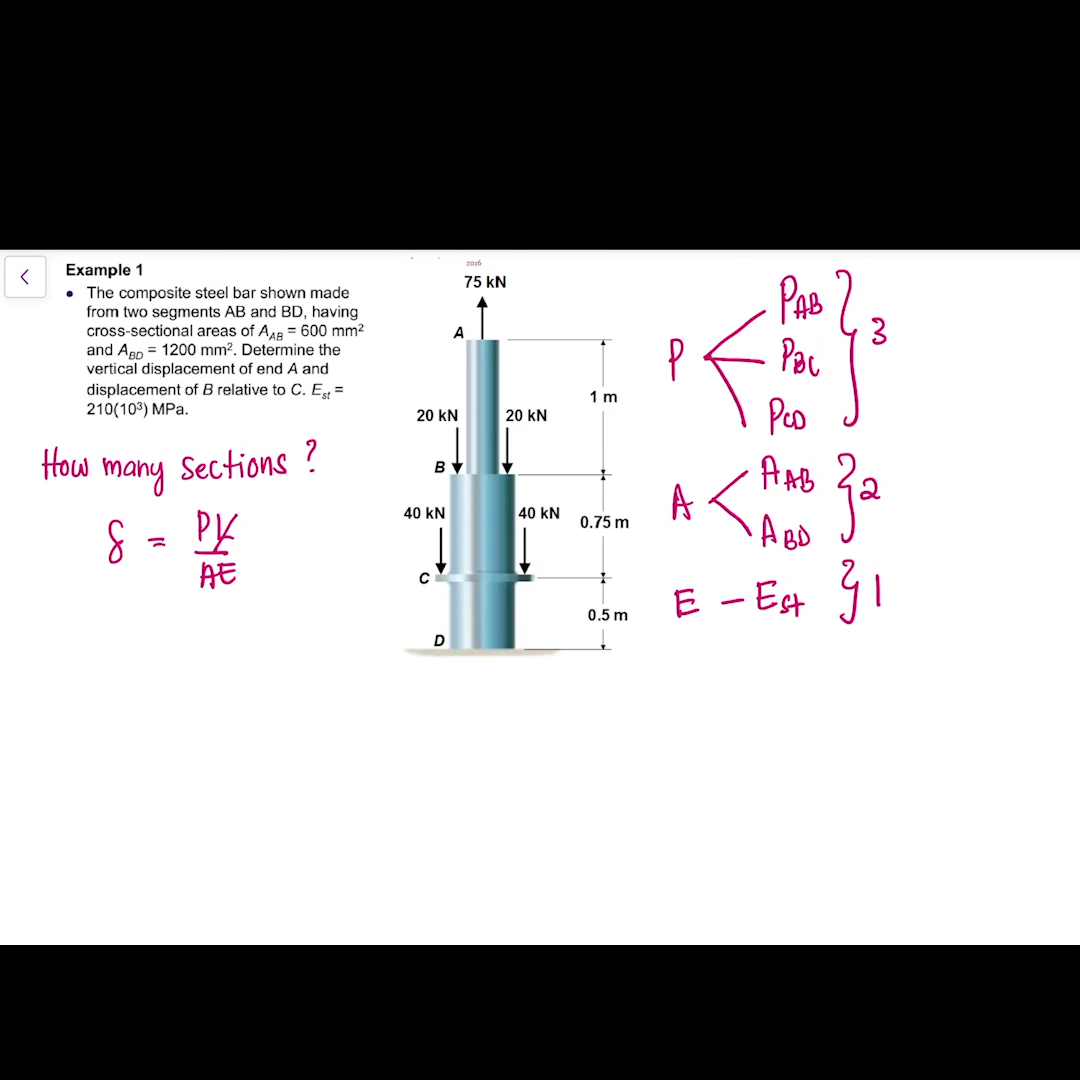 Example 1
• The composite steel bar shown made
from two segments AB and BD, having
cross-sectional areas of A_AB = 600 mm²
and A_BD = 1200 mm². Determine the
vertical displacement of end A and
displacement of B relative to C. E_st =
210(10³) MPa.
How many sections ?
δ = PL/AE
2016
75 kN
A
1 m
20 kN
20 kN
B
40 kN
40 kN
0.75 m
C
0.5 m
D
P
P_AB
P_BC
P_CD
3
A
A_AB
A_BD
2
E - E_st } 1